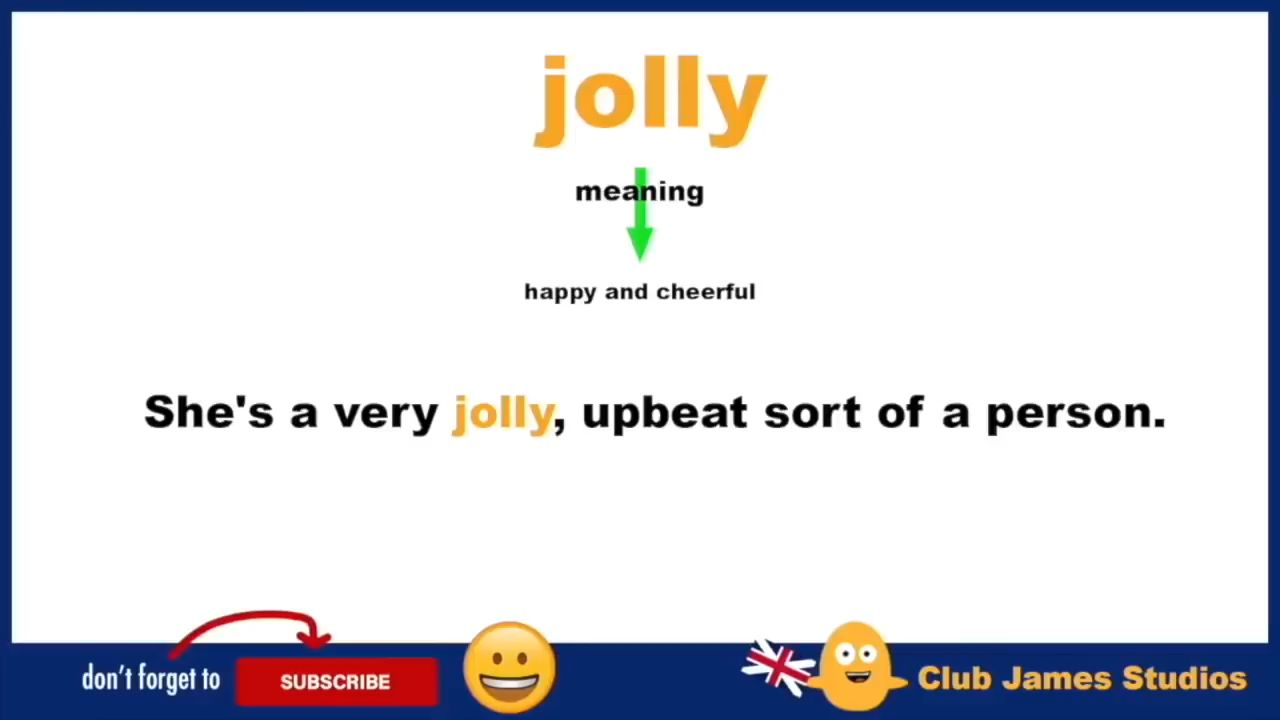 jolly
meaning
happy and cheerful
She's a very jolly, upbeat sort of a person.
don't forget to SUBSCRIBE
Club James Studios